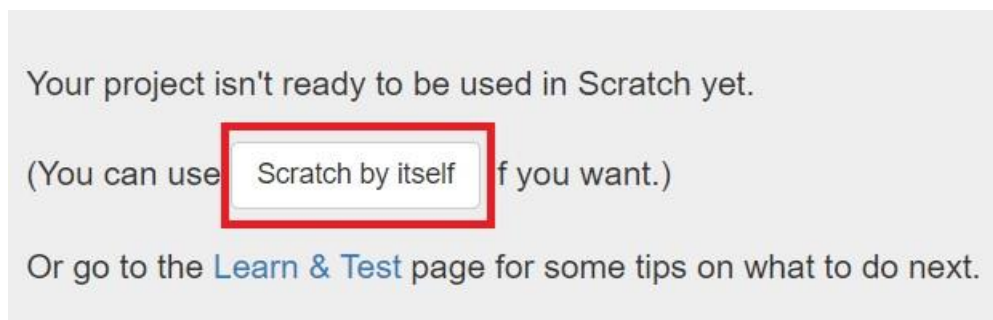 Your project isn't ready to be used in Scratch yet.
(You can use Scratch by itself f you want.)
Or go to the Learn & Test page for some tips on what to do next.